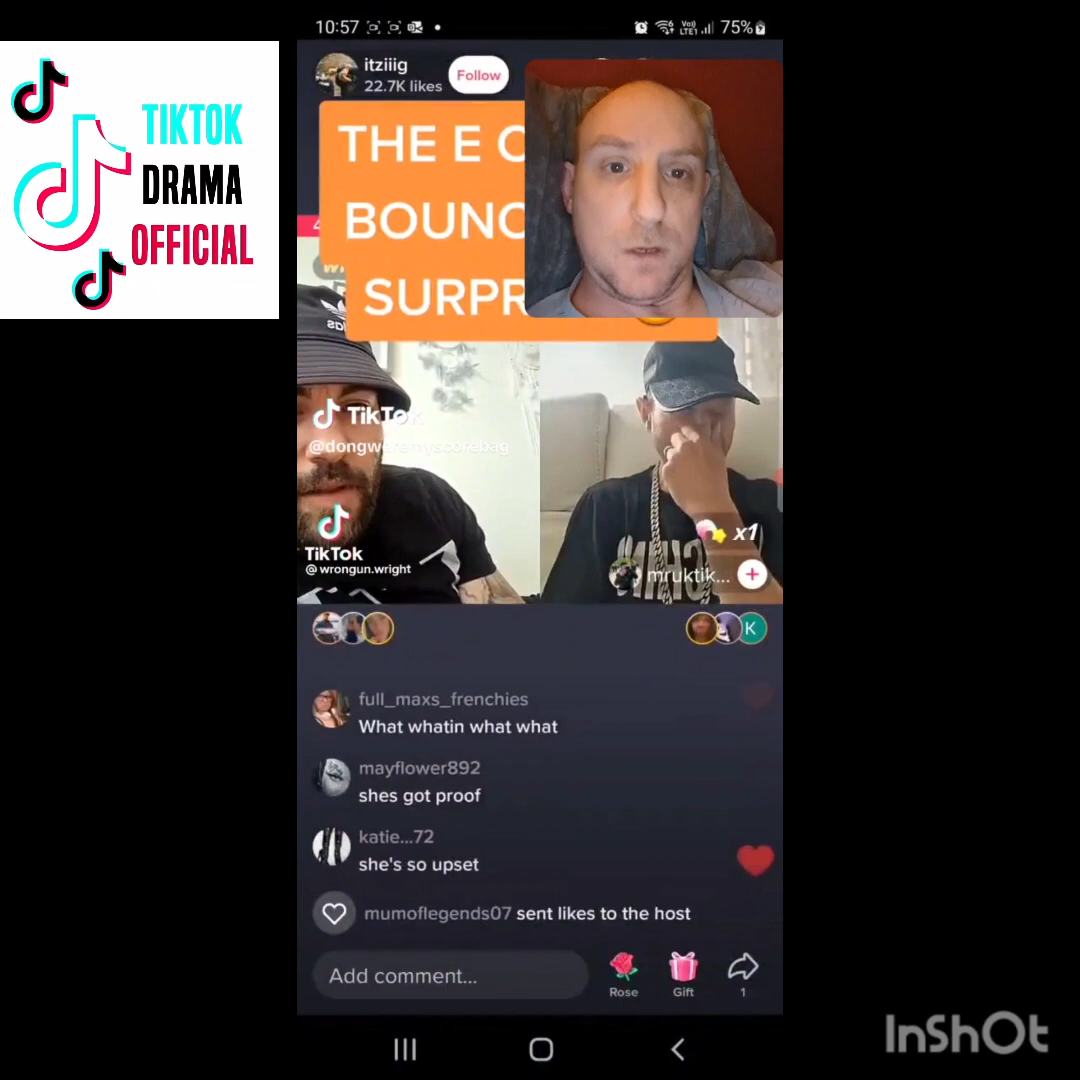 10:57
75%
TIKTOK
DRAMA
OFFICIAL
itziiig
22.7K likes
Follow
THE E C
BOUNC
SURPR
TikTok
@dongweremyscorebag
TikTok
@wrongun.wright
x1
mruktik...
K
full_maxs_frenchies
What whatin what what
mayflower892
shes got proof
katie...72
she's so upset
mumoflegends07 sent likes to the host
Add comment...
Rose
Gift
1
InShOt